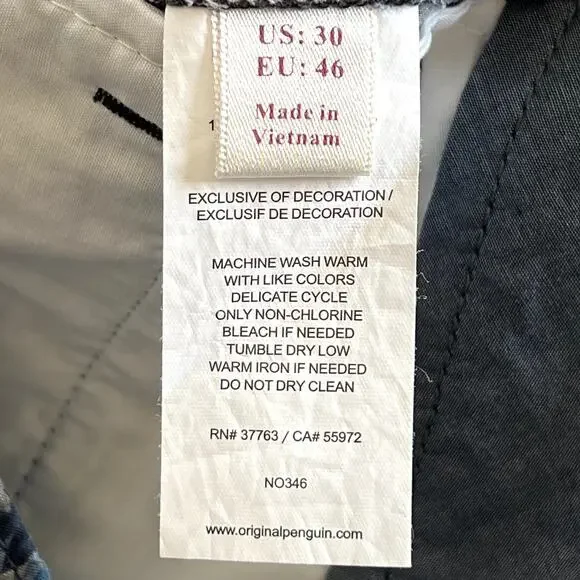 US: 30
EU: 46
Made in
Vietnam
1
EXCLUSIVE OF DECORATION /
EXCLUSIF DE DECORATION
MACHINE WASH WARM
WITH LIKE COLORS
DELICATE CYCLE
ONLY NON-CHLORINE
BLEACH IF NEEDED
TUMBLE DRY LOW
WARM IRON IF NEEDED
DO NOT DRY CLEAN
RN# 37763 / CA# 55972
NO346
www.originalpenguin.com